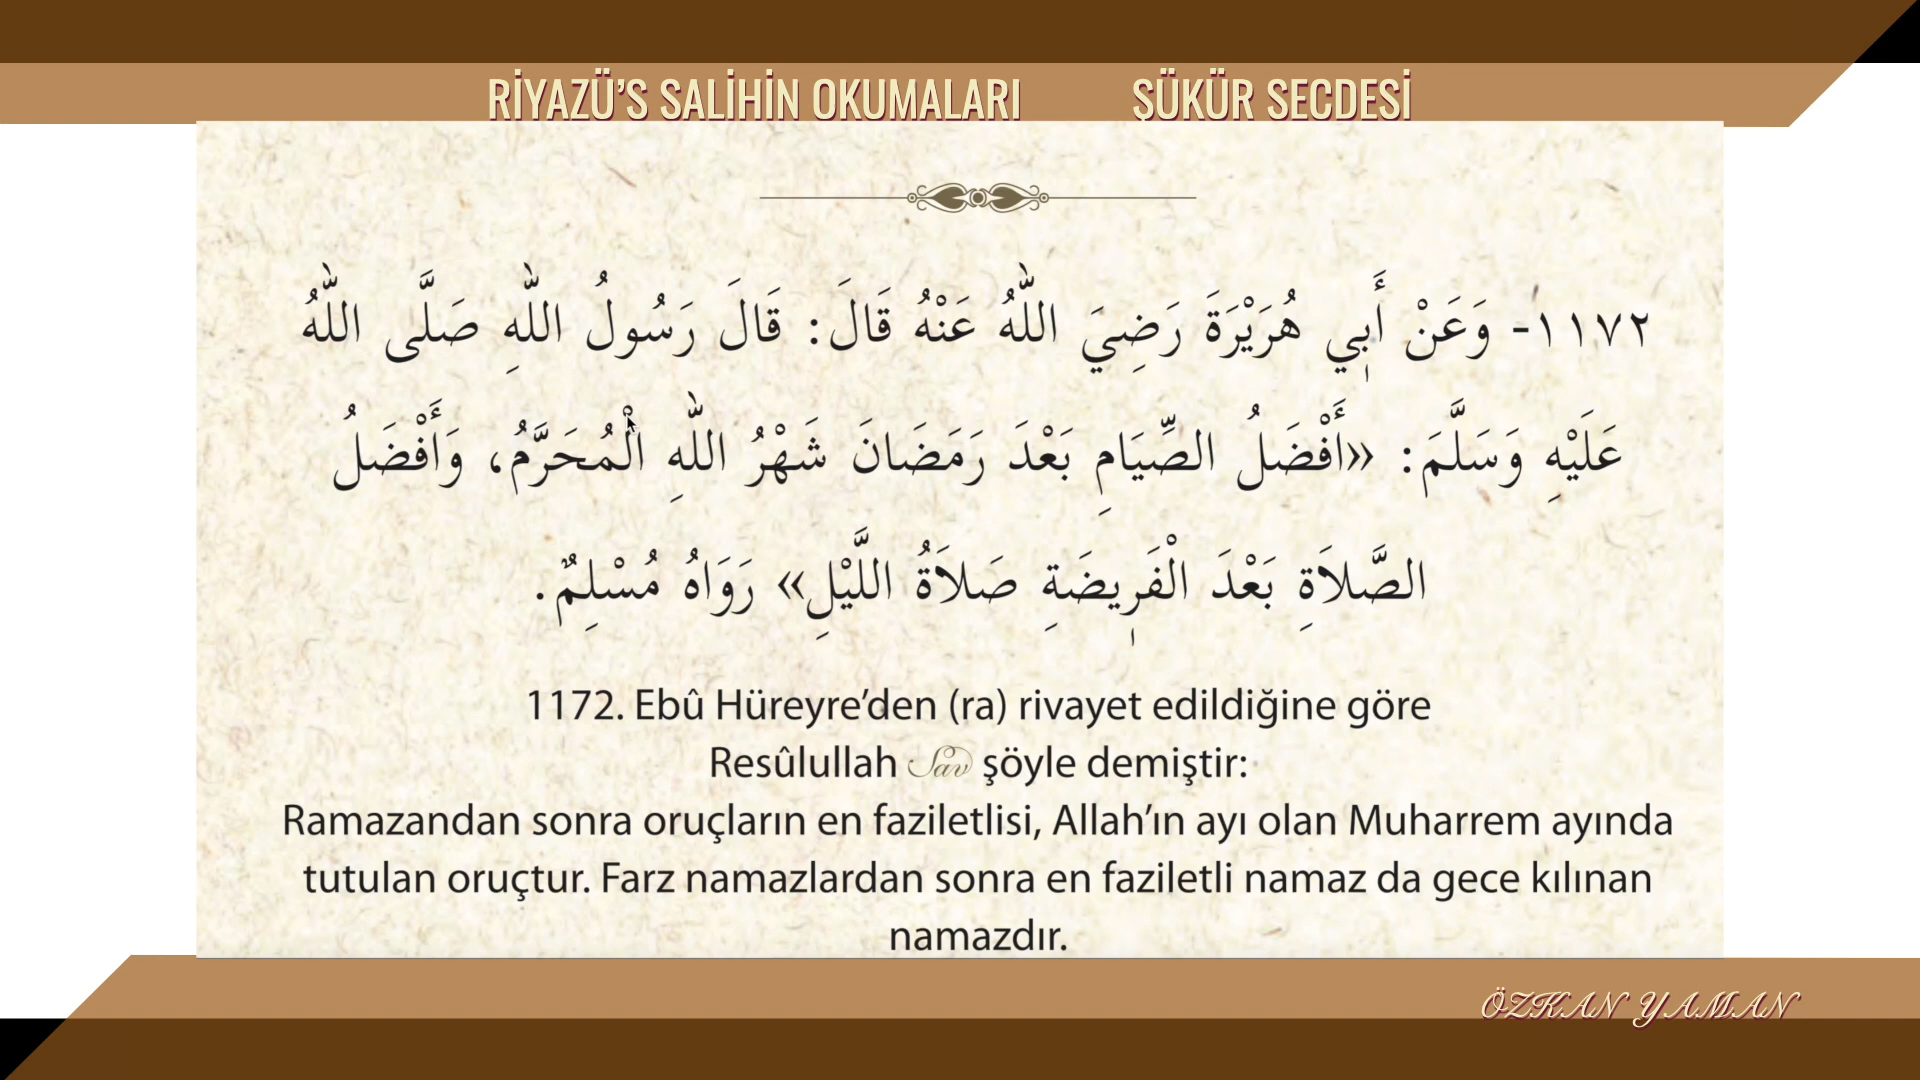 RİYAZÜ’S SALİHİN OKUMALARI ŞÜKÜR SECDESİ
١١٧٢- وَعَنْ أَبِي هُرَيْرَةَ رَضِيَ اللّٰهُ عَنْهُ قَالَ: قَالَ رَسُولُ اللّٰهِ صَلَّى اللّٰهُ
عَلَيْهِ وَسَلَّمَ: «أَفْضَلُ الصِّيَامِ بَعْدَ رَمَضَانَ شَهْرُ اللّٰهِ الْمُحَرَّمُ، وَأَفْضَلُ
الصَّلَاةِ بَعْدَ الْفَرِيضَةِ صَلَاةُ اللَّيْلِ» رَوَاهُ مُسْلِمٌ.
1172. Ebû Hüreyre’den (ra) rivayet edildiğine göre
Resûlullah Sav şöyle demiştir:
Ramazandan sonra oruçların en faziletlisi, Allah’ın ayı olan Muharrem ayında
tutulan oruçtur. Farz namazlardan sonra en faziletli namaz da gece kılınan
namazdır.
ÖZKAN YAMAN